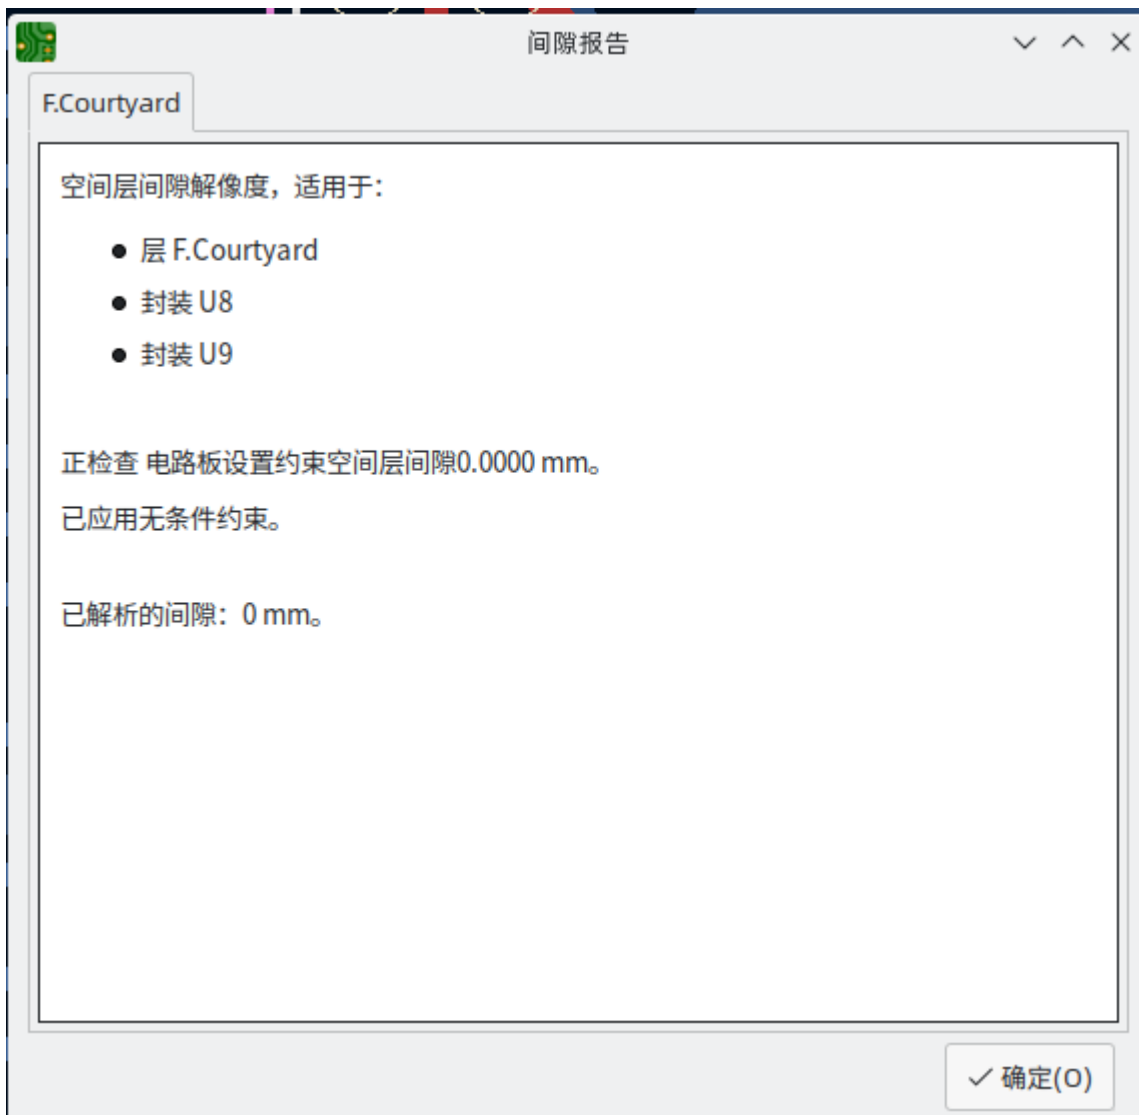 间隙报告
F.Courtyard
空间层间隙解像度，适用于：
● 层 F.Courtyard
● 封装 U8
● 封装 U9
正检查 电路板设置约束空间层间隙0.0000 mm。
已应用无条件约束。
已解析的间隙：0 mm。
确定(O)